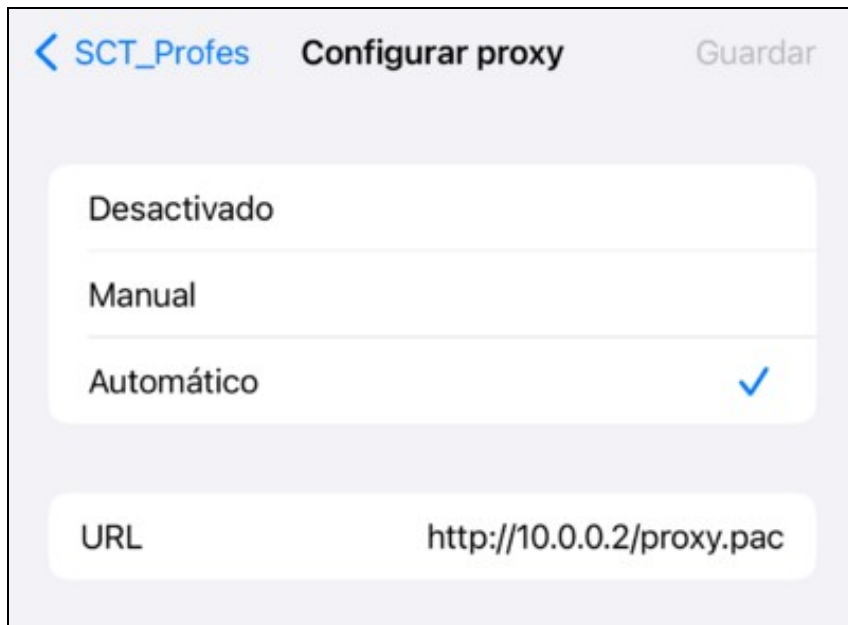 SCT_Profes Configurar proxy Guardar
Desactivado
Manual
Automático
URL http://10.0.0.2/proxy.pac